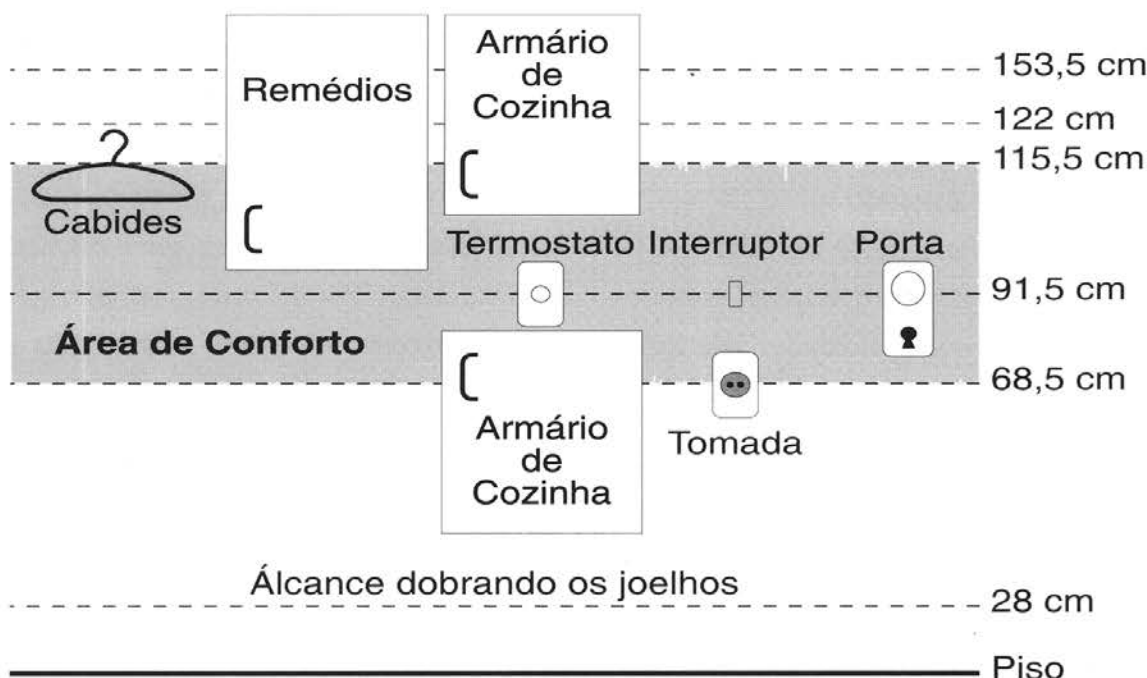 Armário
de
Cozinha
Remédios
153,5 cm
122 cm
115,5 cm
Cabides
Termostato
Interruptor
Porta
91,5 cm
Área de Conforto
68,5 cm
Armário
de
Cozinha
Tomada
Álcance dobrando os joelhos
28 cm
Piso